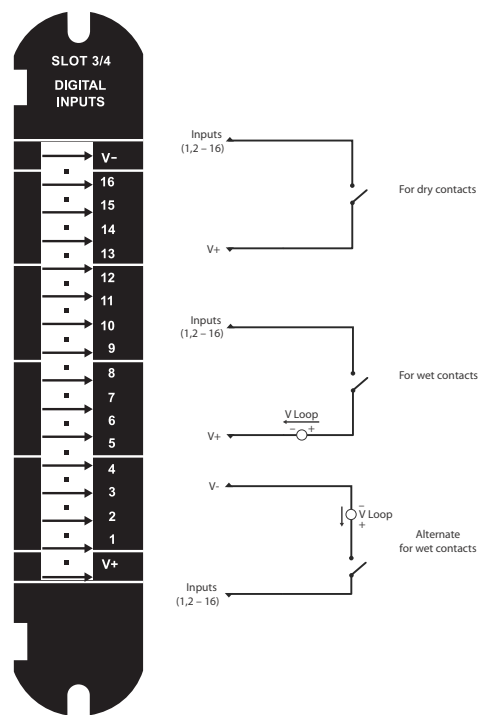 SLOT 3/4
DIGITAL
INPUTS
V–
16
15
14
13
12
11
10
9
8
7
6
5
4
3
2
1
V+
Inputs
(1,2 – 16)
For dry contacts
V+
Inputs
(1,2 – 16)
For wet contacts
V Loop
– +
V+
V-
–
V Loop
+
Alternate
for wet contacts
Inputs
(1,2 – 16)